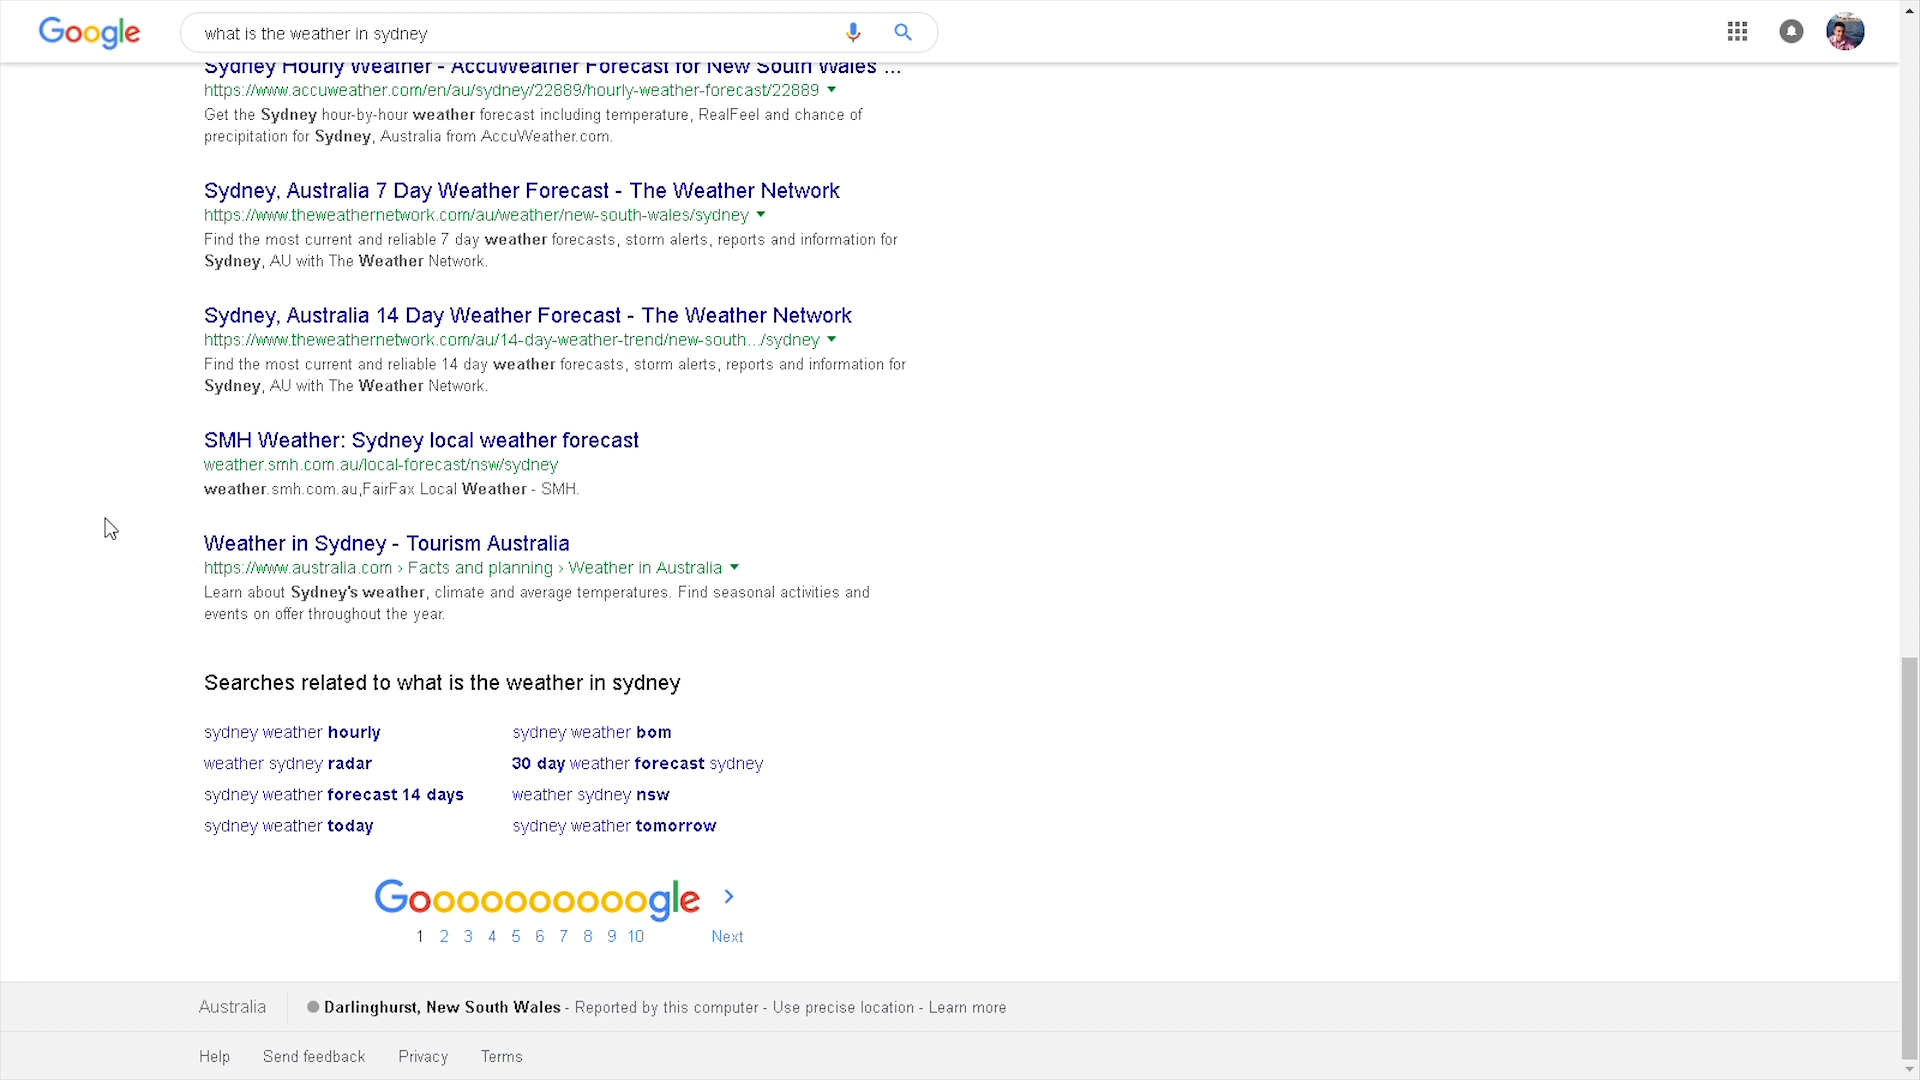 Google
what is the weather in sydney
Sydney Hourly Weather - AccuWeather Forecast for New South Wales ...
https://www.accuweather.com/en/au/sydney/22889/hourly-weather-forecast/22889
Get the Sydney hour-by-hour weather forecast including temperature, RealFeel and chance of
precipitation for Sydney, Australia from AccuWeather.com.
Sydney, Australia 7 Day Weather Forecast - The Weather Network
https://www.theweathernetwork.com/au/weather/new-south-wales/sydney
Find the most current and reliable 7 day weather forecasts, storm alerts, reports and information for
Sydney, AU with The Weather Network.
Sydney, Australia 14 Day Weather Forecast - The Weather Network
https://www.theweathernetwork.com/au/14-day-weather-trend/new-south.../sydney
Find the most current and reliable 14 day weather forecasts, storm alerts, reports and information for
Sydney, AU with The Weather Network.
SMH Weather: Sydney local weather forecast
weather.smh.com.au/local-forecast/nsw/sydney
weather.smh.com.au,FairFax Local Weather - SMH.
Weather in Sydney - Tourism Australia
https://www.australia.com › Facts and planning › Weather in Australia
Learn about Sydney's weather, climate and average temperatures. Find seasonal activities and
events on offer throughout the year.
Searches related to what is the weather in sydney
sydney weather hourly sydney weather bom
weather sydney radar 30 day weather forecast sydney
sydney weather forecast 14 days weather sydney nsw
sydney weather today sydney weather tomorrow
Goooooooooogle >
1 2 3 4 5 6 7 8 9 10 Next
Australia Darlinghurst, New South Wales - Reported by this computer - Use precise location - Learn more
Help Send feedback Privacy Terms